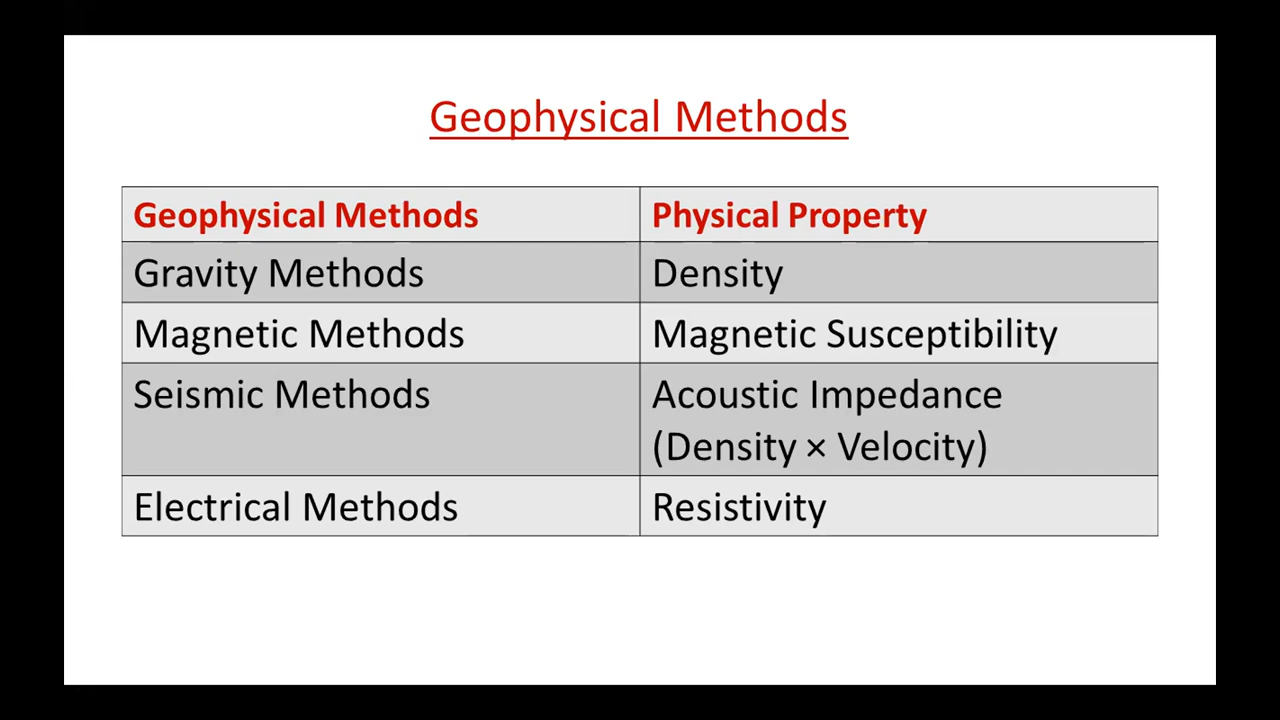 Geophysical Methods
Geophysical Methods
Physical Property
Gravity Methods
Density
Magnetic Methods
Magnetic Susceptibility
Seismic Methods
Acoustic Impedance
(Density × Velocity)
Electrical Methods
Resistivity